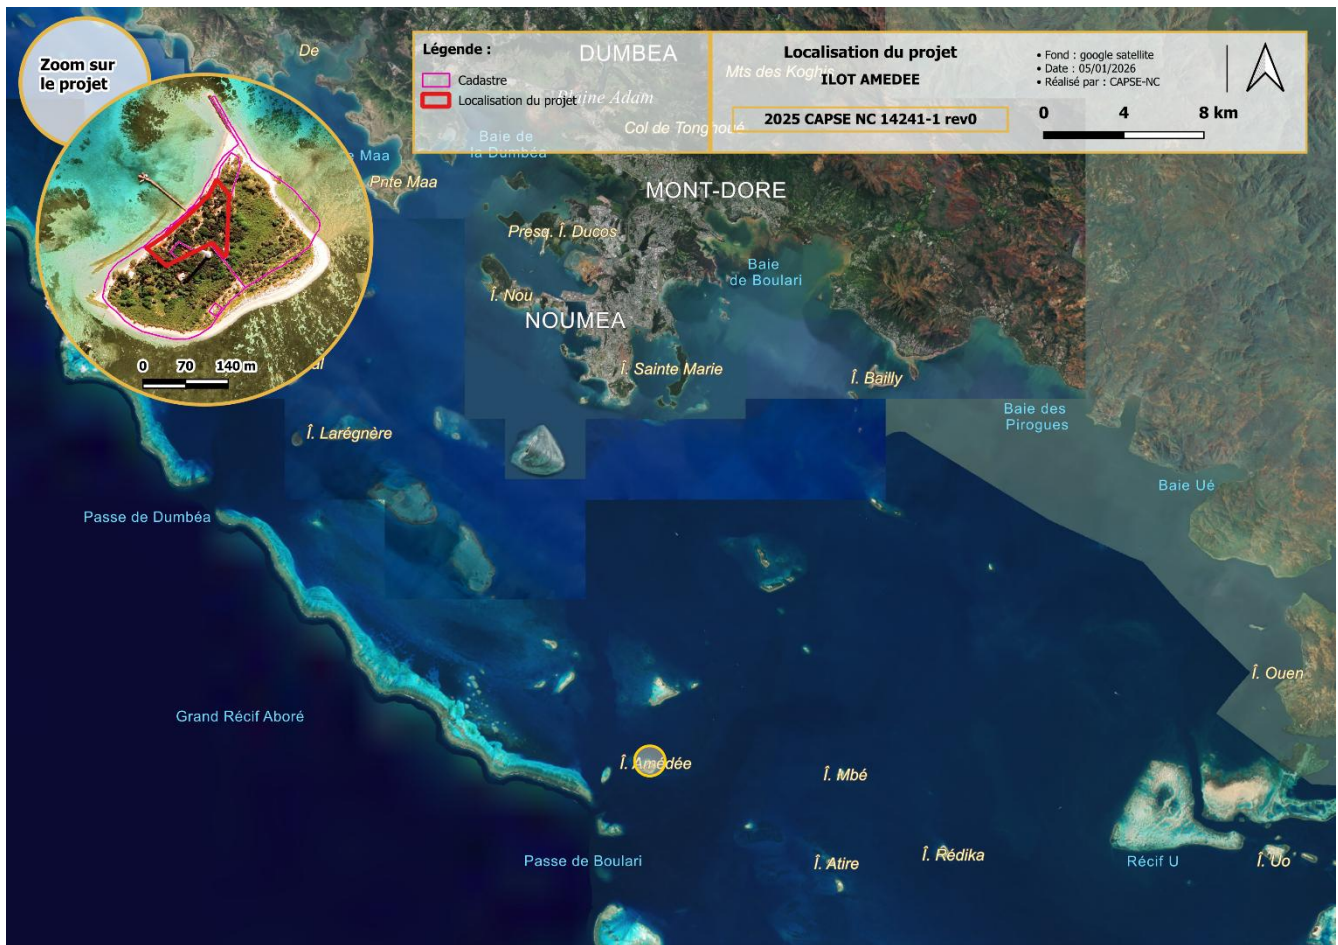 Zoom sur
le projet
0 70 140 m
Légende :
Cadastre
Localisation du projet
Localisation du projet
ILOT AMEDEE
2025 CAPSE NC 14241-1 rev0
• Fond : google satellite
• Date : 05/01/2026
• Réalisé par : CAPSE-NC
0 4 8 km
De
DUMBEA
Mts des Koghis
Plaine Adam
Col de Tonghoué
Baie de
la Dumbéa
Maa
Pnte Maa
MONT-DORE
Presq. Î. Ducos
Baie
de Boulari
Î. Nou
NOUMEA
Î. Sainte Marie
Î. Bailly
Baie des
Pirogues
Î. Larégnère
Baie Ué
Passe de Dumbéa
Î. Ouen
Grand Récif Aboré
Î. Amédée
Î. Mbé
Passe de Boulari
Î. Atire
Î. Rédika
Récif U
Î. Uo